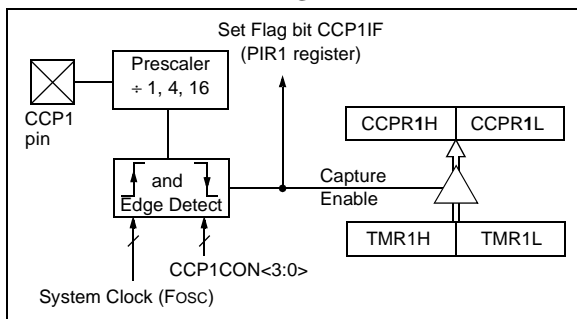 Set Flag bit CCP1IF
(PIR1 register)
Prescaler
÷ 1, 4, 16
CCP1
pin
CCPR1H CCPR1L
and
Edge Detect
Capture
Enable
TMR1H TMR1L
CCP1CON<3:0>
System Clock (FOSC)